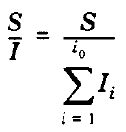 S/I = S / ∑_{i=1}^{i_0} I_i